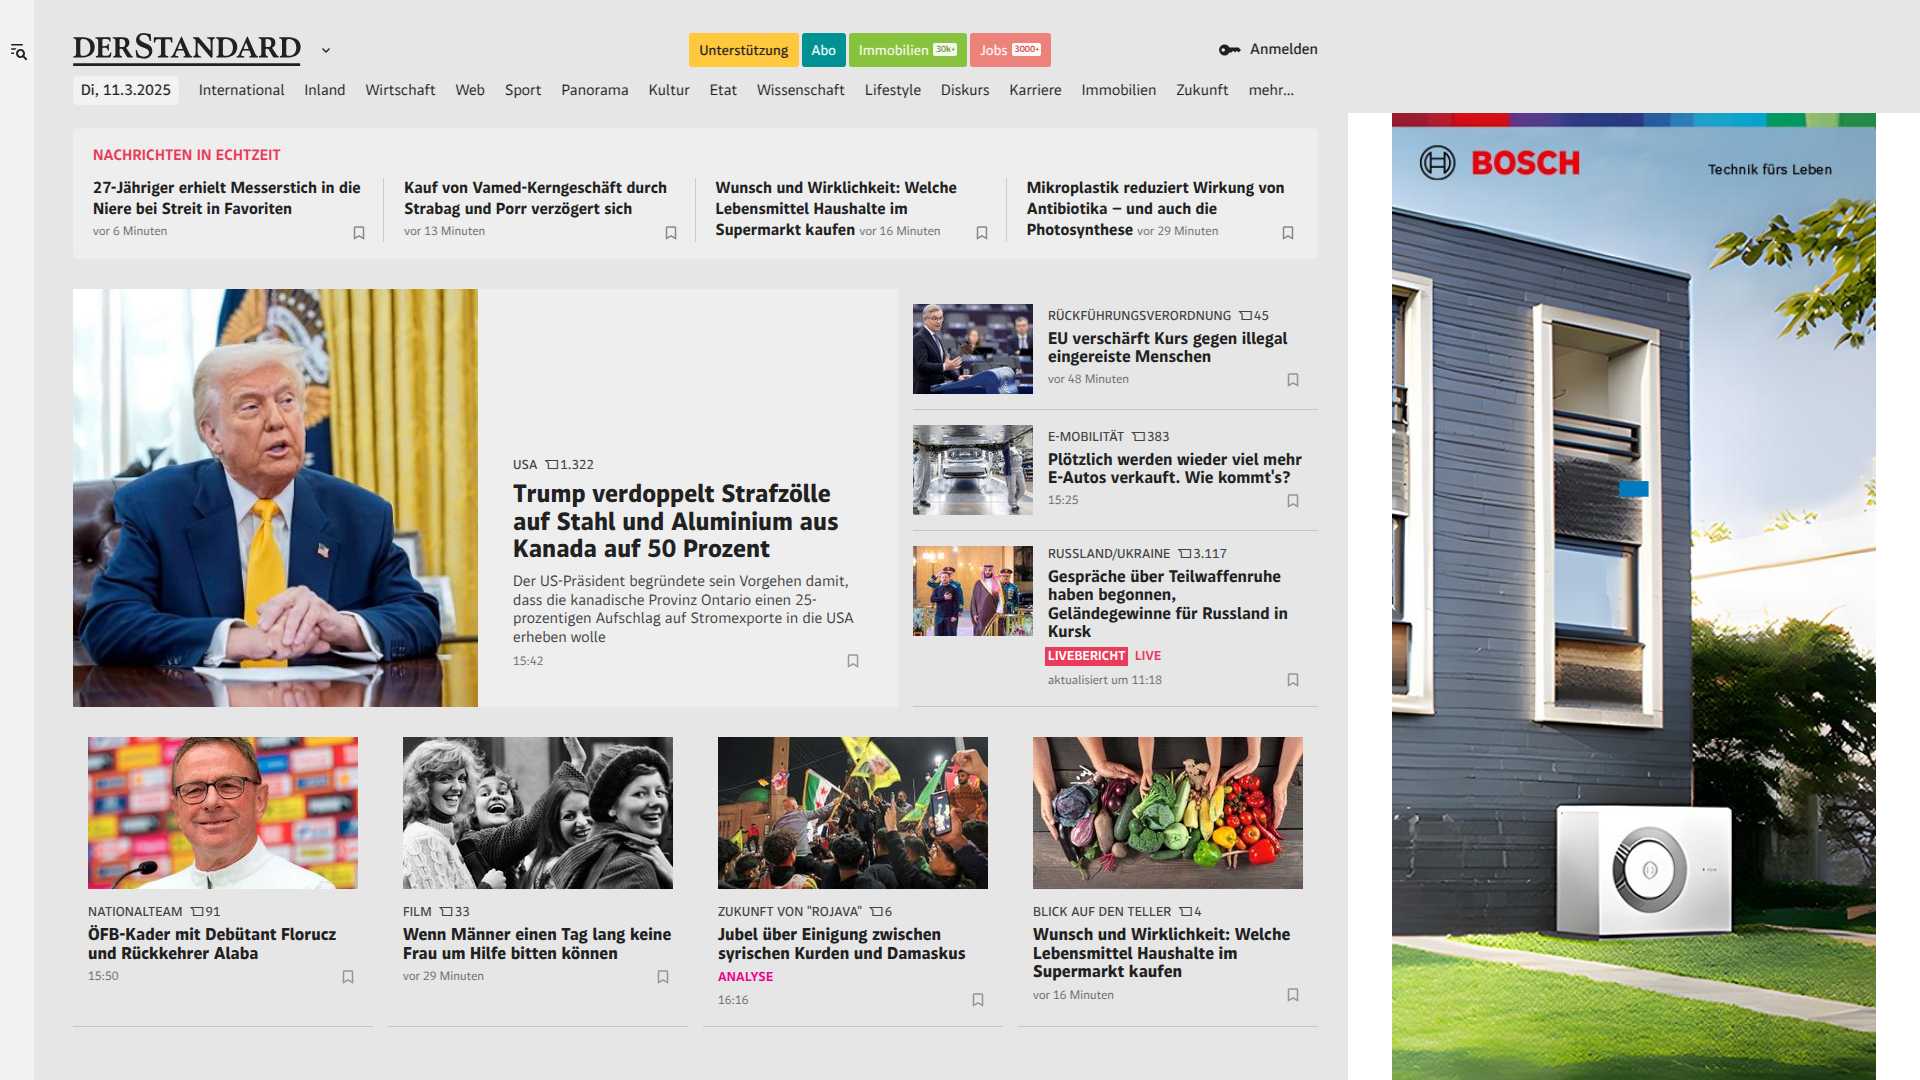 DERSTANDARD
Unterstützung
Abo
Immobilien 30k+
Jobs 3000+
Anmelden
Di, 11.3.2025
International
Inland
Wirtschaft
Web
Sport
Panorama
Kultur
Etat
Wissenschaft
Lifestyle
Diskurs
Karriere
Immobilien
Zukunft
mehr...
NACHRICHTEN IN ECHTZEIT
27-Jähriger erhielt Messerstich in die
Niere bei Streit in Favoriten
vor 6 Minuten
Kauf von Vamed-Kerngeschäft durch
Strabag und Porr verzögert sich
vor 13 Minuten
Wunsch und Wirklichkeit: Welche
Lebensmittel Haushalte im
Supermarkt kaufen vor 16 Minuten
Mikroplastik reduziert Wirkung von
Antibiotika – und auch die
Photosynthese vor 29 Minuten
USA 1.322
Trump verdoppelt Strafzölle
auf Stahl und Aluminium aus
Kanada auf 50 Prozent
Der US-Präsident begründete sein Vorgehen damit,
dass die kanadische Provinz Ontario einen 25-
prozentigen Aufschlag auf Stromexporte in die USA
erheben wolle
15:42
RÜCKFÜHRUNGSVERORDNUNG 45
EU verschärft Kurs gegen illegal
eingereiste Menschen
vor 48 Minuten
E-MOBILITÄT 383
Plötzlich werden wieder viel mehr
E-Autos verkauft. Wie kommt's?
15:25
RUSSLAND/UKRAINE 3.117
Gespräche über Teilwaffenruhe
haben begonnen,
Geländegewinne für Russland in
Kursk
LIVEBERICHT LIVE
aktualisiert um 11:18
NATIONALTEAM 91
ÖFB-Kader mit Debütant Florucz
und Rückkehrer Alaba
15:50
FILM 33
Wenn Männer einen Tag lang keine
Frau um Hilfe bitten können
vor 29 Minuten
ZUKUNFT VON "ROJAVA" 6
Jubel über Einigung zwischen
syrischen Kurden und Damaskus
ANALYSE
16:16
BLICK AUF DEN TELLER 4
Wunsch und Wirklichkeit: Welche
Lebensmittel Haushalte im
Supermarkt kaufen
vor 16 Minuten
BOSCH
Technik fürs Leben